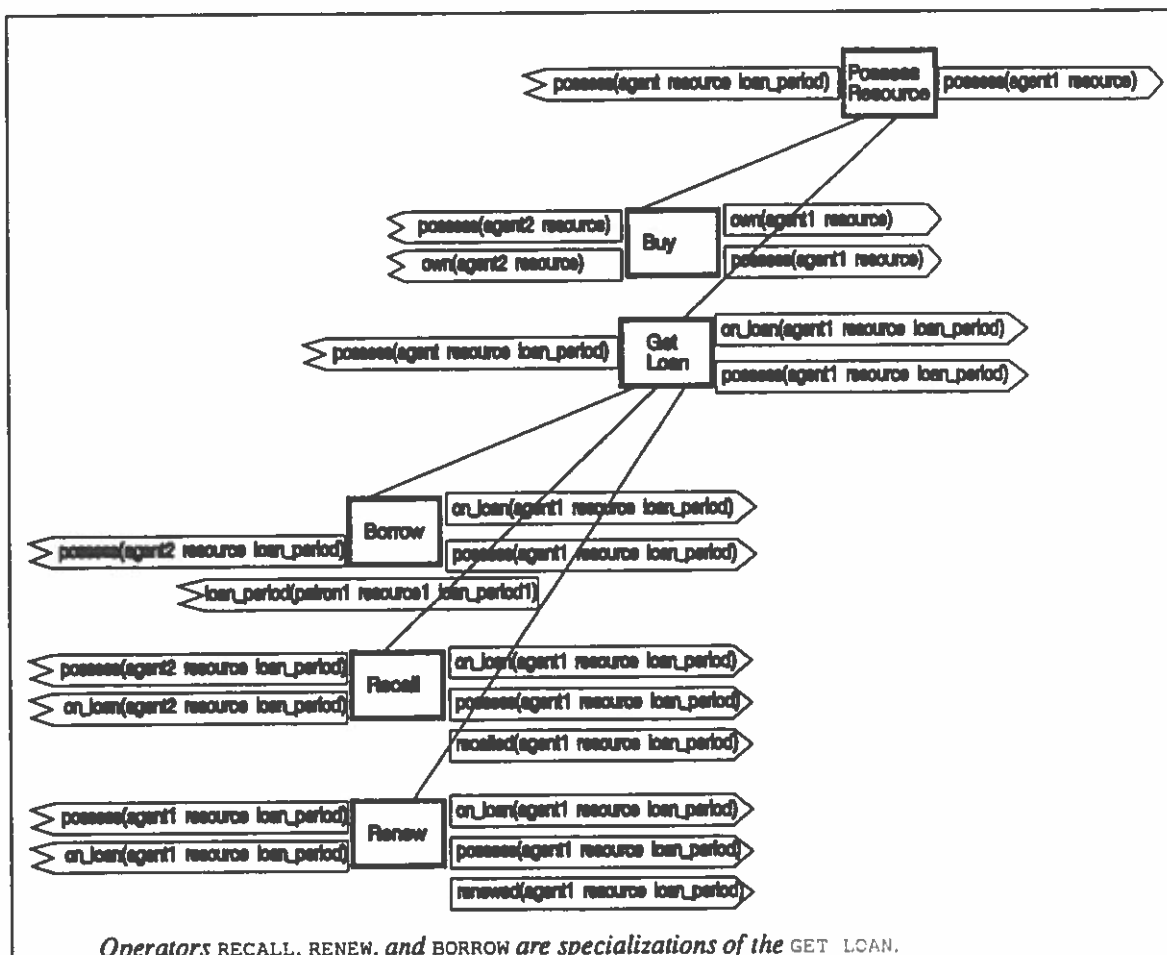 possess(agent resource loan_period)
Possess
Resource
possess(agent1 resource)
possess(agent2 resource)
own(agent2 resource)
Buy
own(agent1 resource)
possess(agent1 resource)
possess(agent resource loan_period)
Get
Loan
on_loan(agent1 resource loan_period)
possess(agent1 resource loan_period)
possess(agent2 resource loan_period)
Borrow
on_loan(agent1 resource loan_period)
possess(agent1 resource loan_period)
loan_period(patron1 resource1 loan_period1)
possess(agent2 resource loan_period)
on_loan(agent2 resource loan_period)
Recall
on_loan(agent1 resource loan_period)
possess(agent1 resource loan_period)
recalled(agent1 resource loan_period)
possess(agent1 resource loan_period)
on_loan(agent1 resource loan_period)
Renew
on_loan(agent1 resource loan_period)
possess(agent1 resource loan_period)
renewed(agent1 resource loan_period)
Operators RECALL, RENEW, and BORROW are specializations of the GET LOAN.